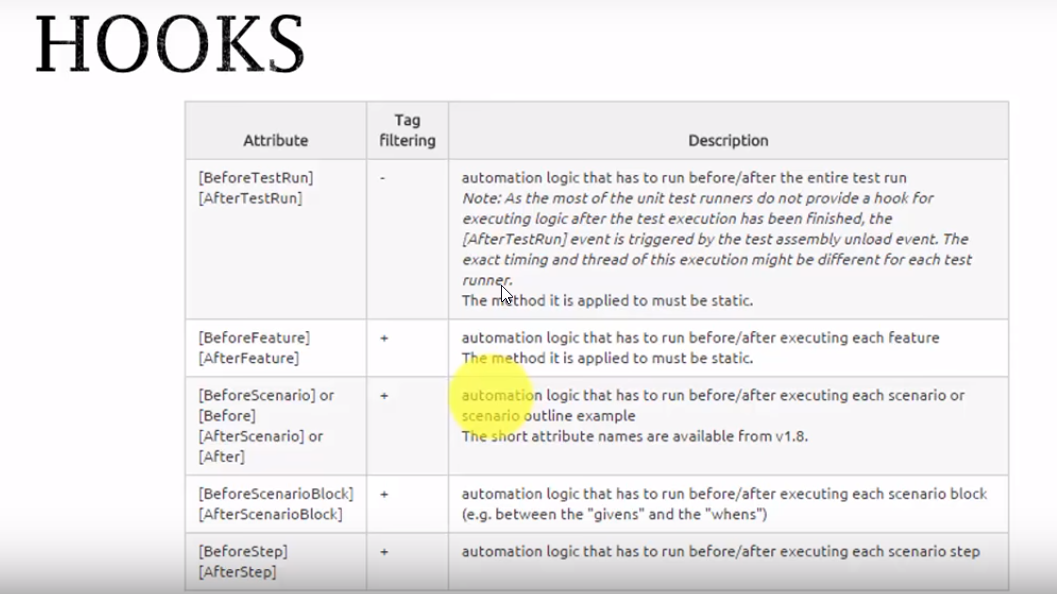 HOOKS
Attribute
Tag
filtering
Description
[BeforeTestRun]
[AfterTestRun]
-
automation logic that has to run before/after the entire test run
Note: As the most of the unit test runners do not provide a hook for
executing logic after the test execution has been finished, the
[AfterTestRun] event is triggered by the test assembly unload event. The
exact timing and thread of this execution might be different for each test
runner.
The method it is applied to must be static.
[BeforeFeature]
[AfterFeature]
+
automation logic that has to run before/after executing each feature
The method it is applied to must be static.
[BeforeScenario] or
[Before]
[AfterScenario] or
[After]
+
automation logic that has to run before/after executing each scenario or
scenario outline example
The short attribute names are available from v1.8.
[BeforeScenarioBlock]
[AfterScenarioBlock]
+
automation logic that has to run before/after executing each scenario block
(e.g. between the "givens" and the "whens")
[BeforeStep]
[AfterStep]
+
automation logic that has to run before/after executing each scenario step